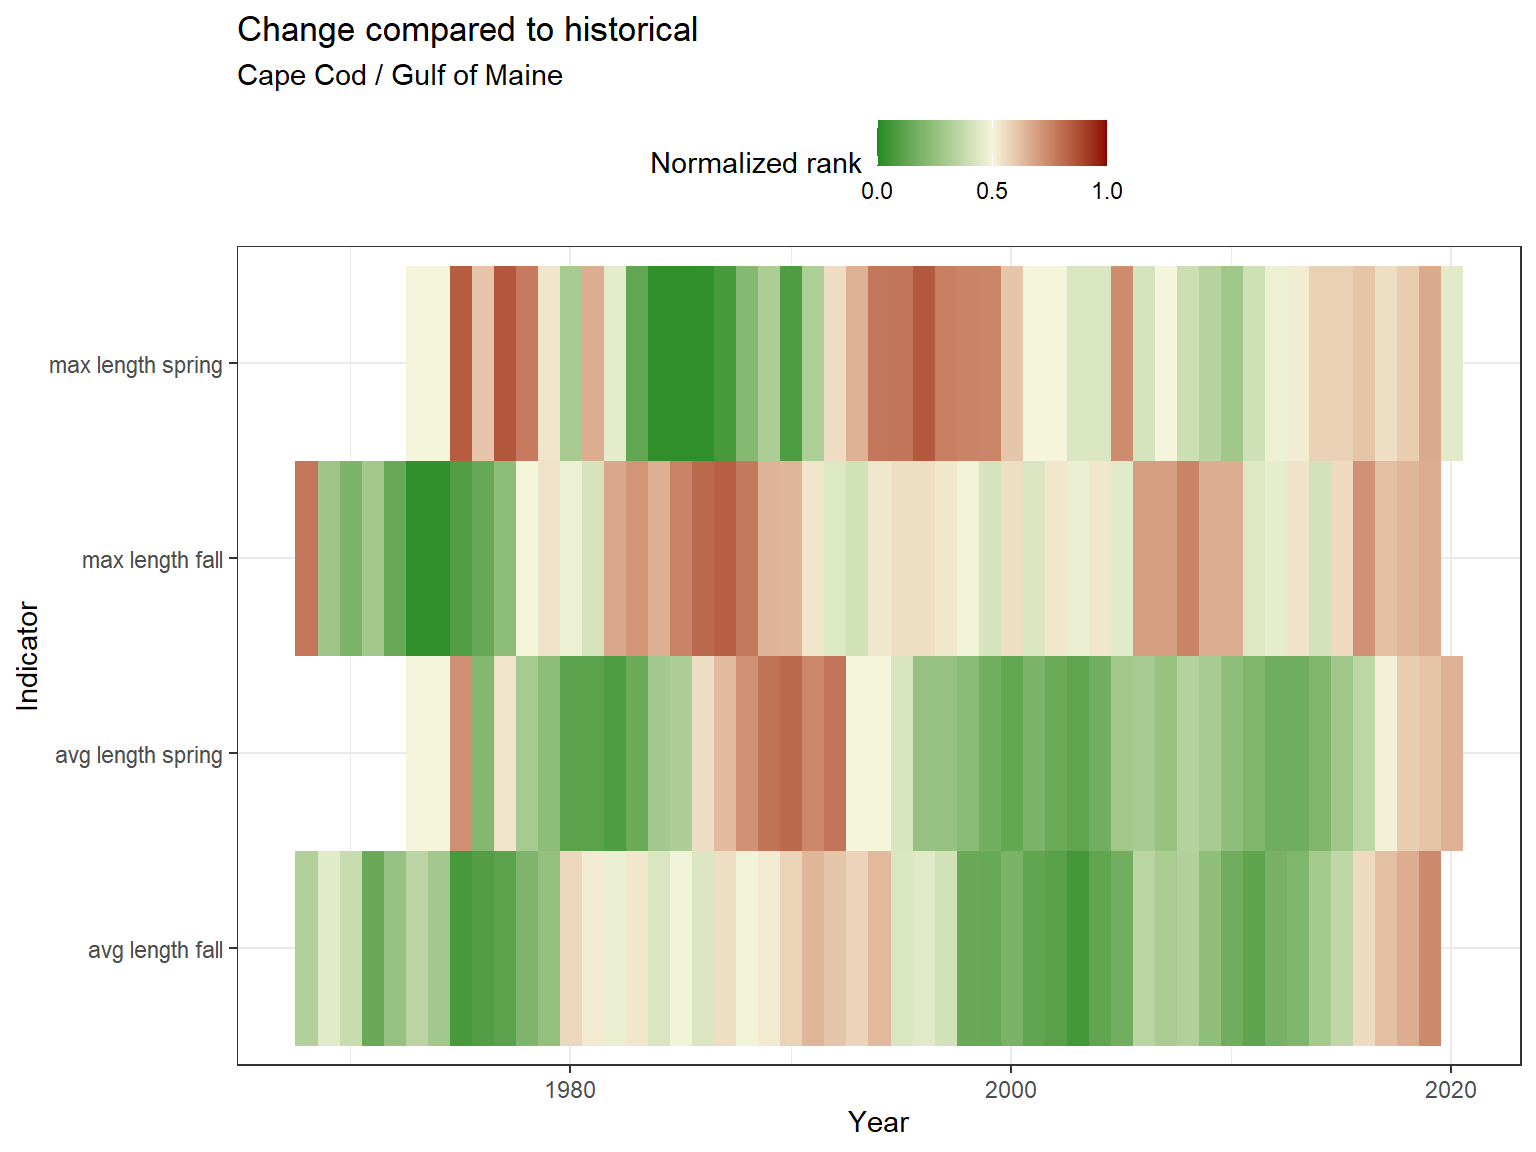 Change compared to historical
Cape Cod / Gulf of Maine
Normalized rank
0.0 0.5 1.0
max length spring
max length fall
avg length spring
avg length fall
Indicator
1980 2000 2020
Year